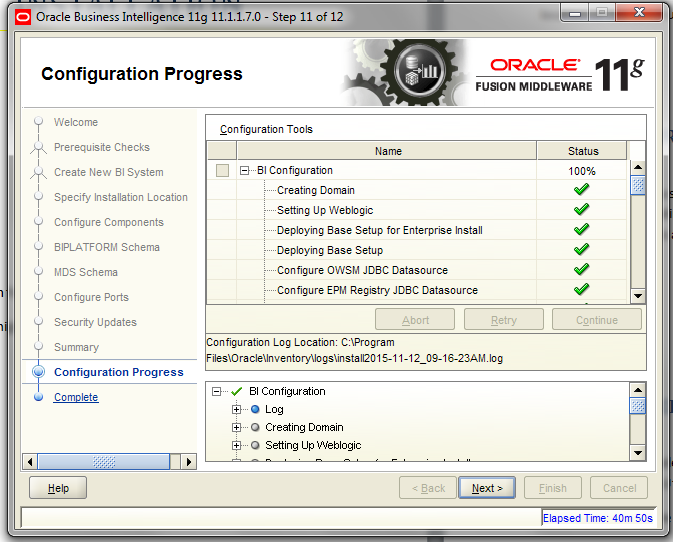 Oracle Business Intelligence 11g 11.1.1.7.0 - Step 11 of 12
Configuration Progress
ORACLE
FUSION MIDDLEWARE 11g
Welcome
Prerequisite Checks
Create New BI System
Specify Installation Location
Configure Components
BIPLATFORM Schema
MDS Schema
Configure Ports
Security Updates
Summary
Configuration Progress
Complete
Configuration Tools
Name Status
BI Configuration 100%
Creating Domain
Setting Up Weblogic
Deploying Base Setup for Enterprise Install
Deploying Base Setup
Configure OWSM JDBC Datasource
Configure EPM Registry JDBC Datasource
Abort Retry Continue
Configuration Log Location: C:\Program
Files\Oracle\Inventory\logs\install2015-11-12_09-16-23AM.log
BI Configuration
Log
Creating Domain
Setting Up Weblogic
Help < Back Next > Finish Cancel
Elapsed Time: 40m 50s